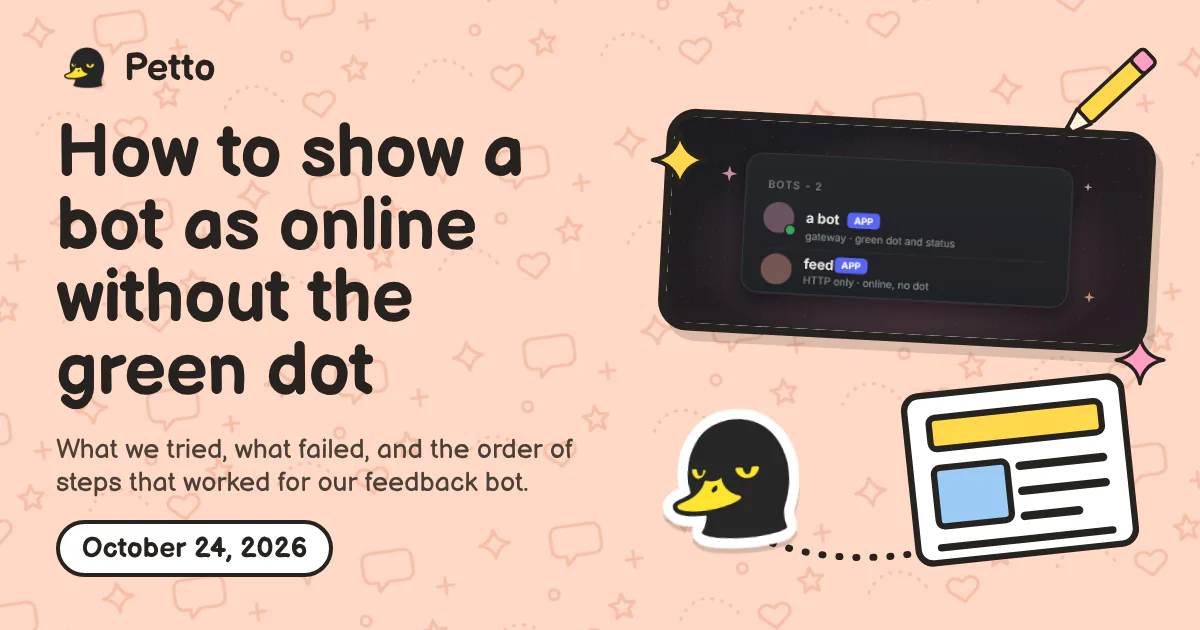 Petto
How to show a
bot as online
without the
green dot
What we tried, what failed, and the order of
steps that worked for our feedback bot.
October 24, 2026
BOTS - 2
a bot APP
gateway · green dot and status
feed APP
HTTP only · online, no dot